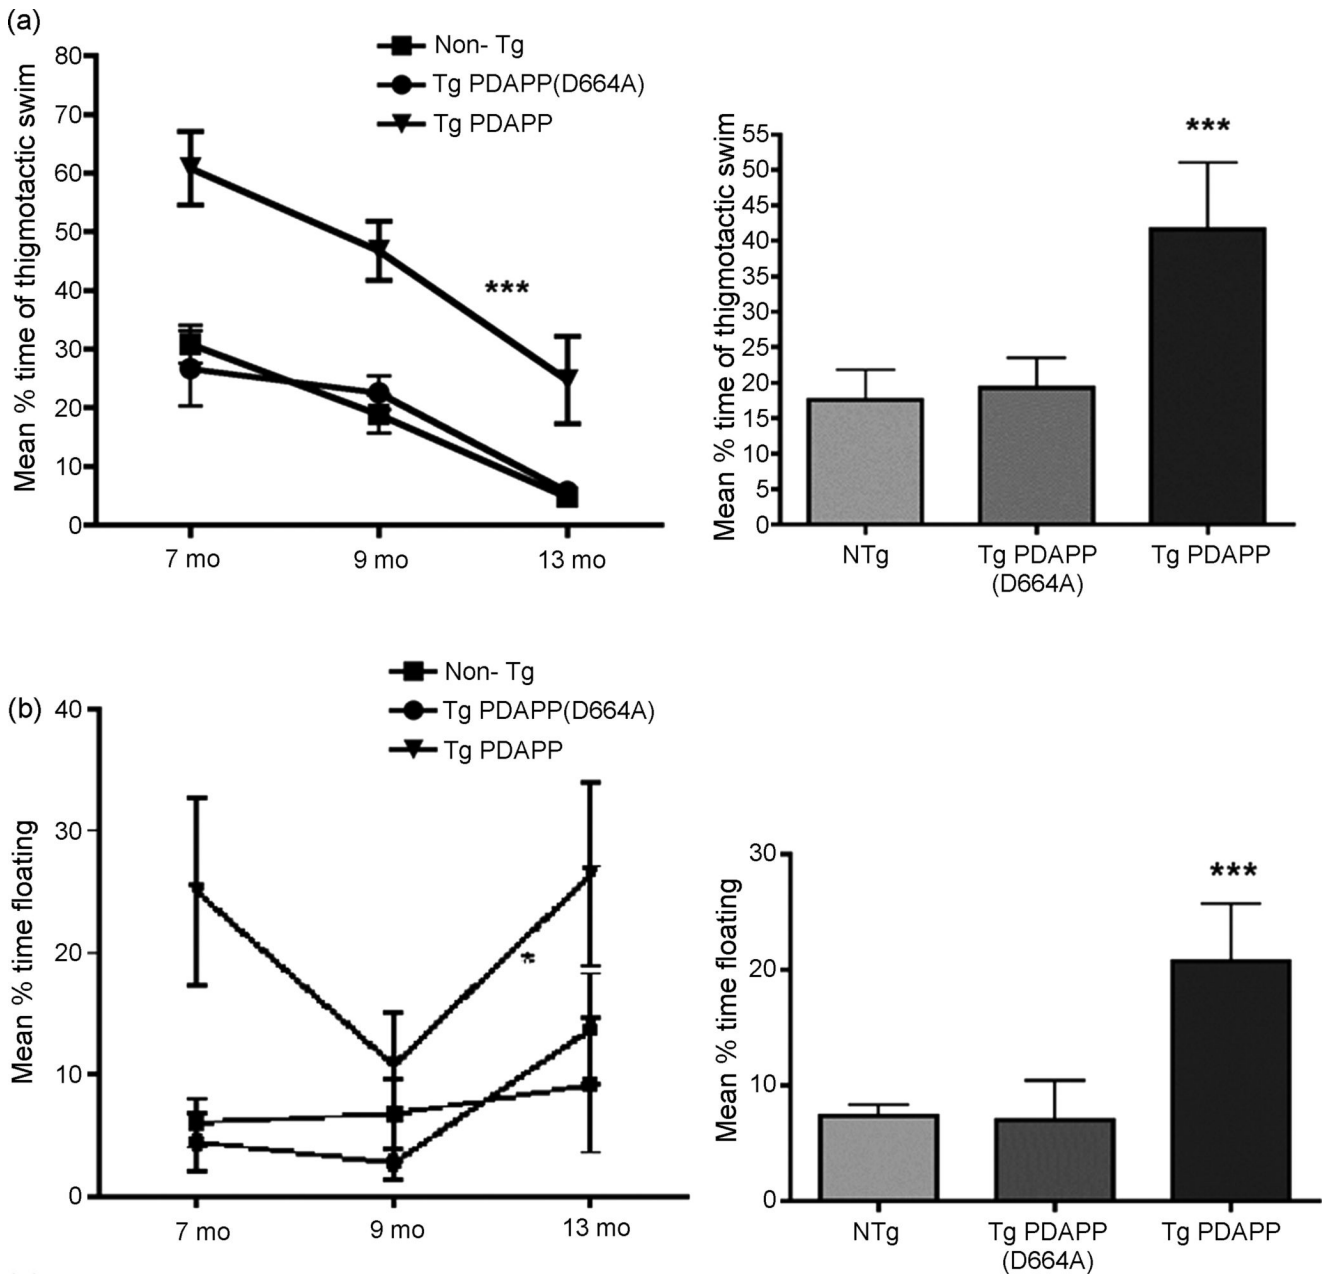 (a)
Non- Tg
Tg PDAPP(D664A)
Tg PDAPP
Mean % time of thigmotactic swim
80
70
60
50
40
30
20
10
0
***
7 mo
9 mo
13 mo
Mean % time of thigmotactic swim
55
50
45
40
35
30
25
20
15
10
5
0
***
NTg
Tg PDAPP
(D664A)
Tg PDAPP
(b)
Non- Tg
Tg PDAPP(D664A)
Tg PDAPP
Mean % time floating
40
30
20
10
0
*
7 mo
9 mo
13 mo
Mean % time floating
30
20
10
0
***
NTg
Tg PDAPP
(D664A)
Tg PDAPP